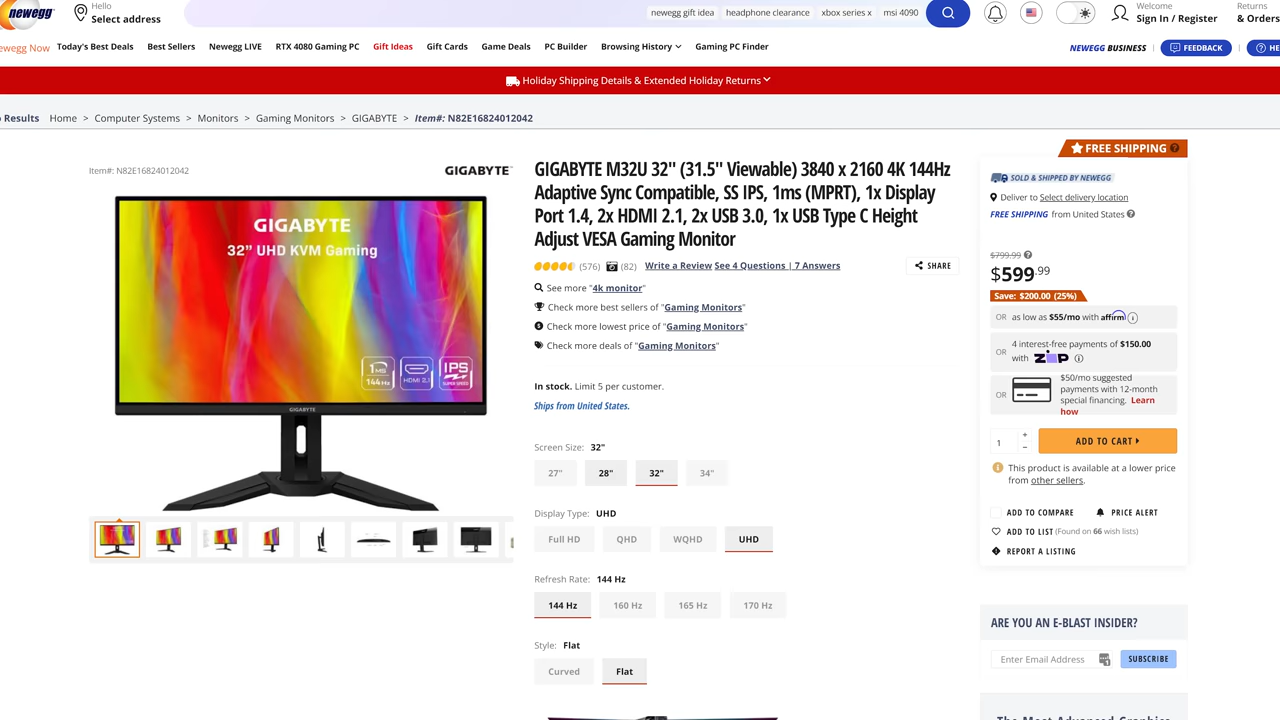 newegg
Hello
Select address
newegg gift idea
headphone clearance
xbox series x
msi 4090
Welcome
Sign In / Register
Returns
& Orders
ewegg Now
Today's Best Deals
Best Sellers
Newegg LIVE
RTX 4080 Gaming PC
Gift Ideas
Gift Cards
Game Deals
PC Builder
Browsing History
Gaming PC Finder
NEWEGG BUSINESS
FEEDBACK
HE
Holiday Shipping Details & Extended Holiday Returns
Results Home > Computer Systems > Monitors > Gaming Monitors > GIGABYTE > Item#: N82E16824012042
Item#: N82E16824012042
GIGABYTE
GIGABYTE
32" UHD KVM Gaming
1MS
144Hz
HDMI 2.1
IPS
SUPER SPEED
GIGABYTE
GIGABYTE M32U 32" (31.5" Viewable) 3840 x 2160 4K 144Hz
Adaptive Sync Compatible, SS IPS, 1ms (MPRT), 1x Display
Port 1.4, 2x HDMI 2.1, 2x USB 3.0, 1x USB Type C Height
Adjust VESA Gaming Monitor
(576) (82) Write a Review See 4 Questions | 7 Answers
SHARE
See more "4k monitor"
Check more best sellers of "Gaming Monitors"
Check more lowest price of "Gaming Monitors"
Check more deals of "Gaming Monitors"
In stock. Limit 5 per customer.
Ships from United States.
Screen Size: 32"
27" 28" 32" 34"
Display Type: UHD
Full HD QHD WQHD UHD
Refresh Rate: 144 Hz
144 Hz 160 Hz 165 Hz 170 Hz
Style: Flat
Curved Flat
FREE SHIPPING
SOLD & SHIPPED BY NEWEGG
Deliver to Select delivery location
FREE SHIPPING from United States
$799.99
$599.99
Save: $200.00 (25%)
OR as low as $55/mo with affirm
OR 4 interest-free payments of $150.00
with ZIP
OR $50/mo suggested
payments with 12-month
special financing. Learn
how
1 + − ADD TO CART
This product is available at a lower price
from other sellers.
ADD TO COMPARE PRICE ALERT
ADD TO LIST (Found on 66 wish lists)
REPORT A LISTING
ARE YOU AN E-BLAST INSIDER?
Enter Email Address SUBSCRIBE
The Most Advanced Graphics